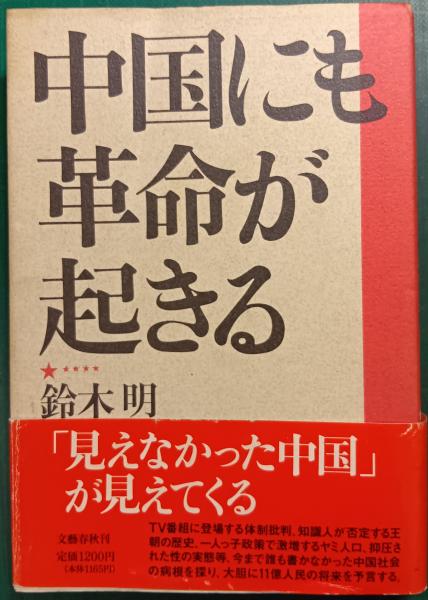 中国にも
革命が
起きる
鈴木明
「見えなかった中国」
が見えてくる
文藝春秋刊
定価1200円
(本体1165円)
TV番組に登場する体制批判、知識人が否定する王
朝の歴史、一人っ子政策で激増するヤミ人口、抑圧さ
れた性の実態等、今まで誰も書かなかった中国社会
の病根を探り、大胆に11億人民の将来を予言する。